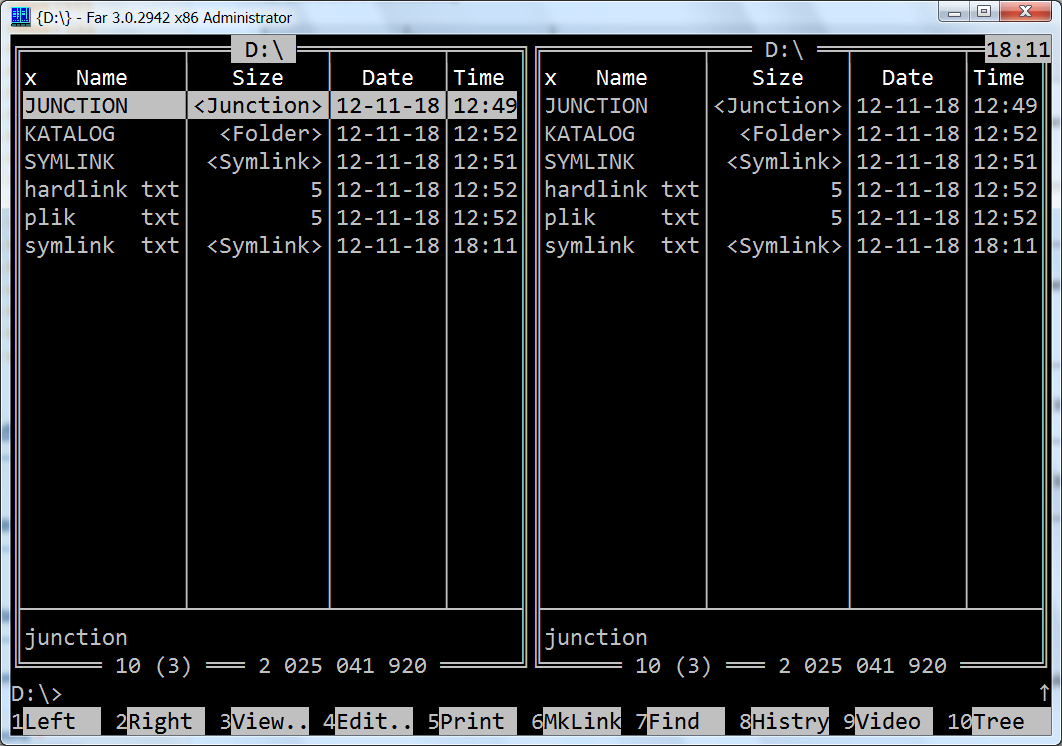 {D:\} - Far 3.0.2942 x86 Administrator
D:\ D:\ 18:11
x Name Size Date Time x Name Size Date Time
JUNCTION <Junction> 12-11-18 12:49 JUNCTION <Junction> 12-11-18 12:49
KATALOG <Folder> 12-11-18 12:52 KATALOG <Folder> 12-11-18 12:52
SYMLINK <Symlink> 12-11-18 12:51 SYMLINK <Symlink> 12-11-18 12:51
hardlink txt 5 12-11-18 12:52 hardlink txt 5 12-11-18 12:52
plik txt 5 12-11-18 12:52 plik txt 5 12-11-18 12:52
symlink txt <Symlink> 12-11-18 18:11 symlink txt <Symlink> 12-11-18 18:11
junction junction
10 (3) 2 025 041 920 10 (3) 2 025 041 920
D:\> ↑
1Left 2Right 3View.. 4Edit.. 5Print 6MkLink 7Find 8Histry 9Video 10Tree